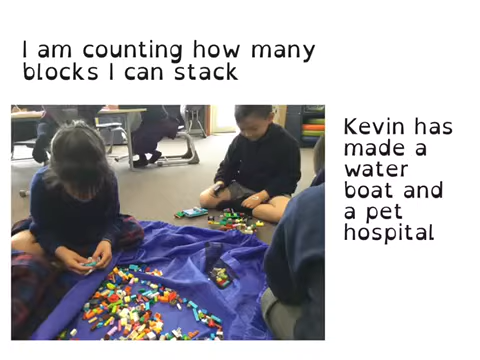 I am counting how many
blocks I can stack
Kevin has
made a
water
boat and
a pet
hospital